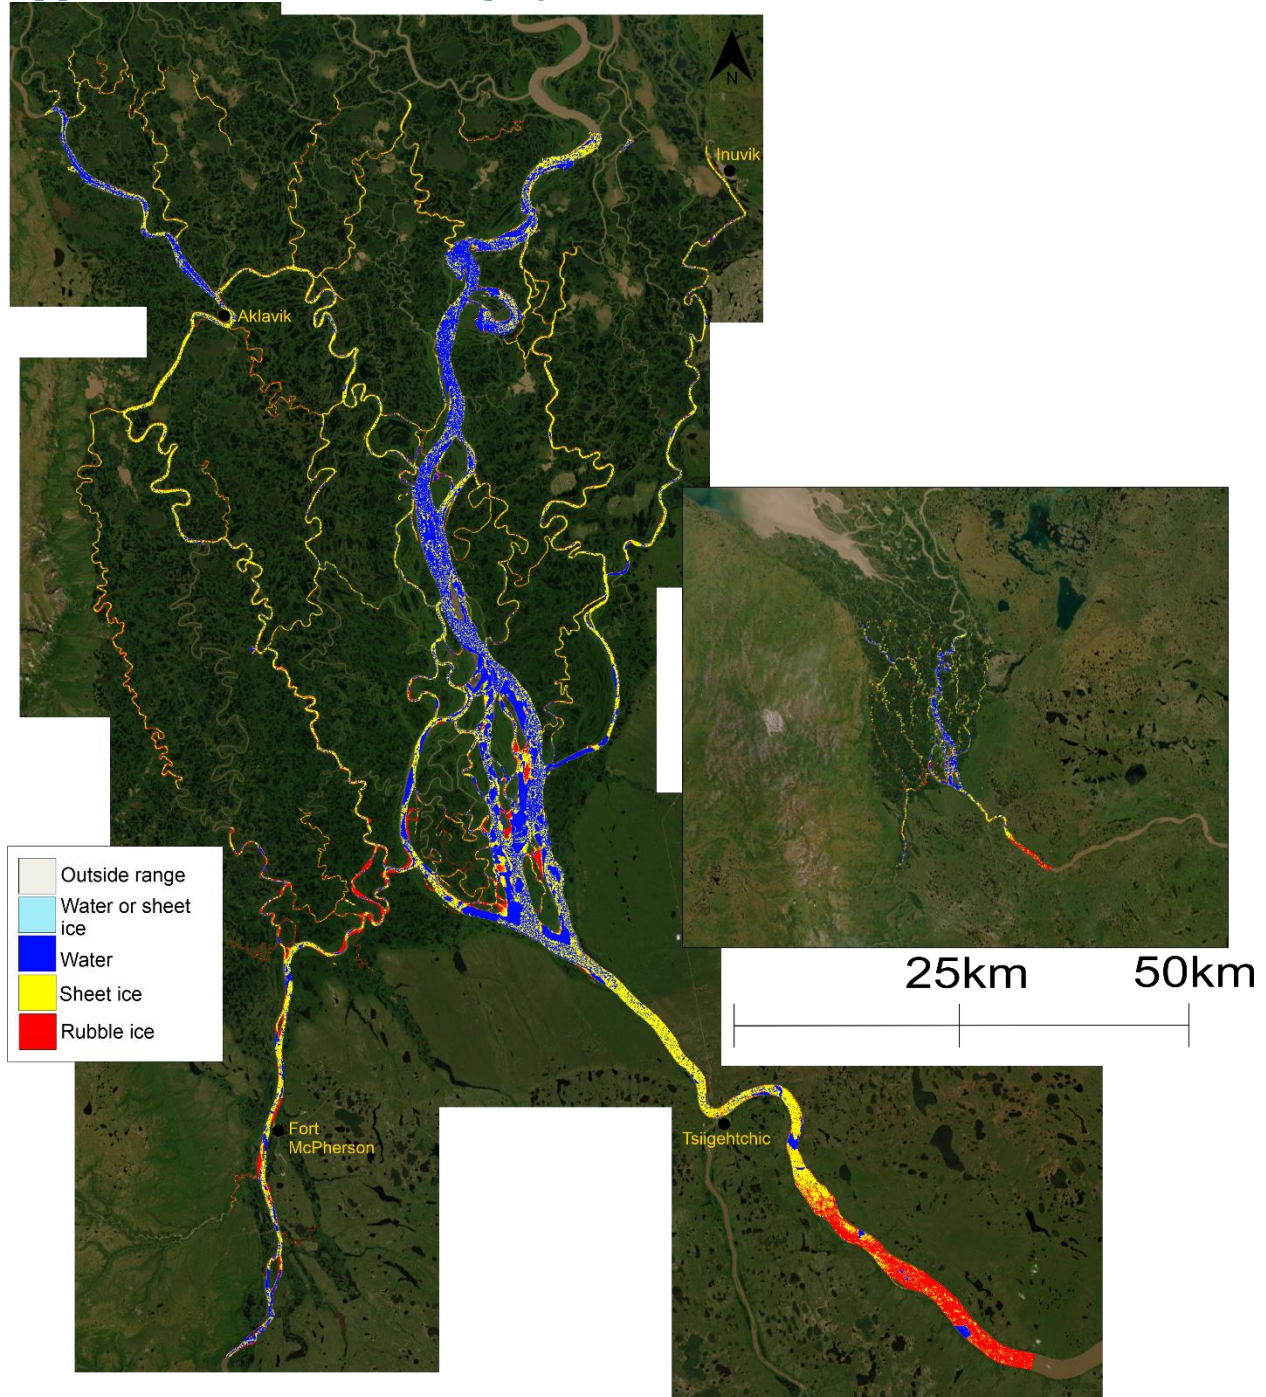 N
Inuvik
Aklavik
Outside range
Water or sheet
ice
Water
Sheet ice
Rubble ice
25km
50km
Fort
McPherson
Tsiigehtchic